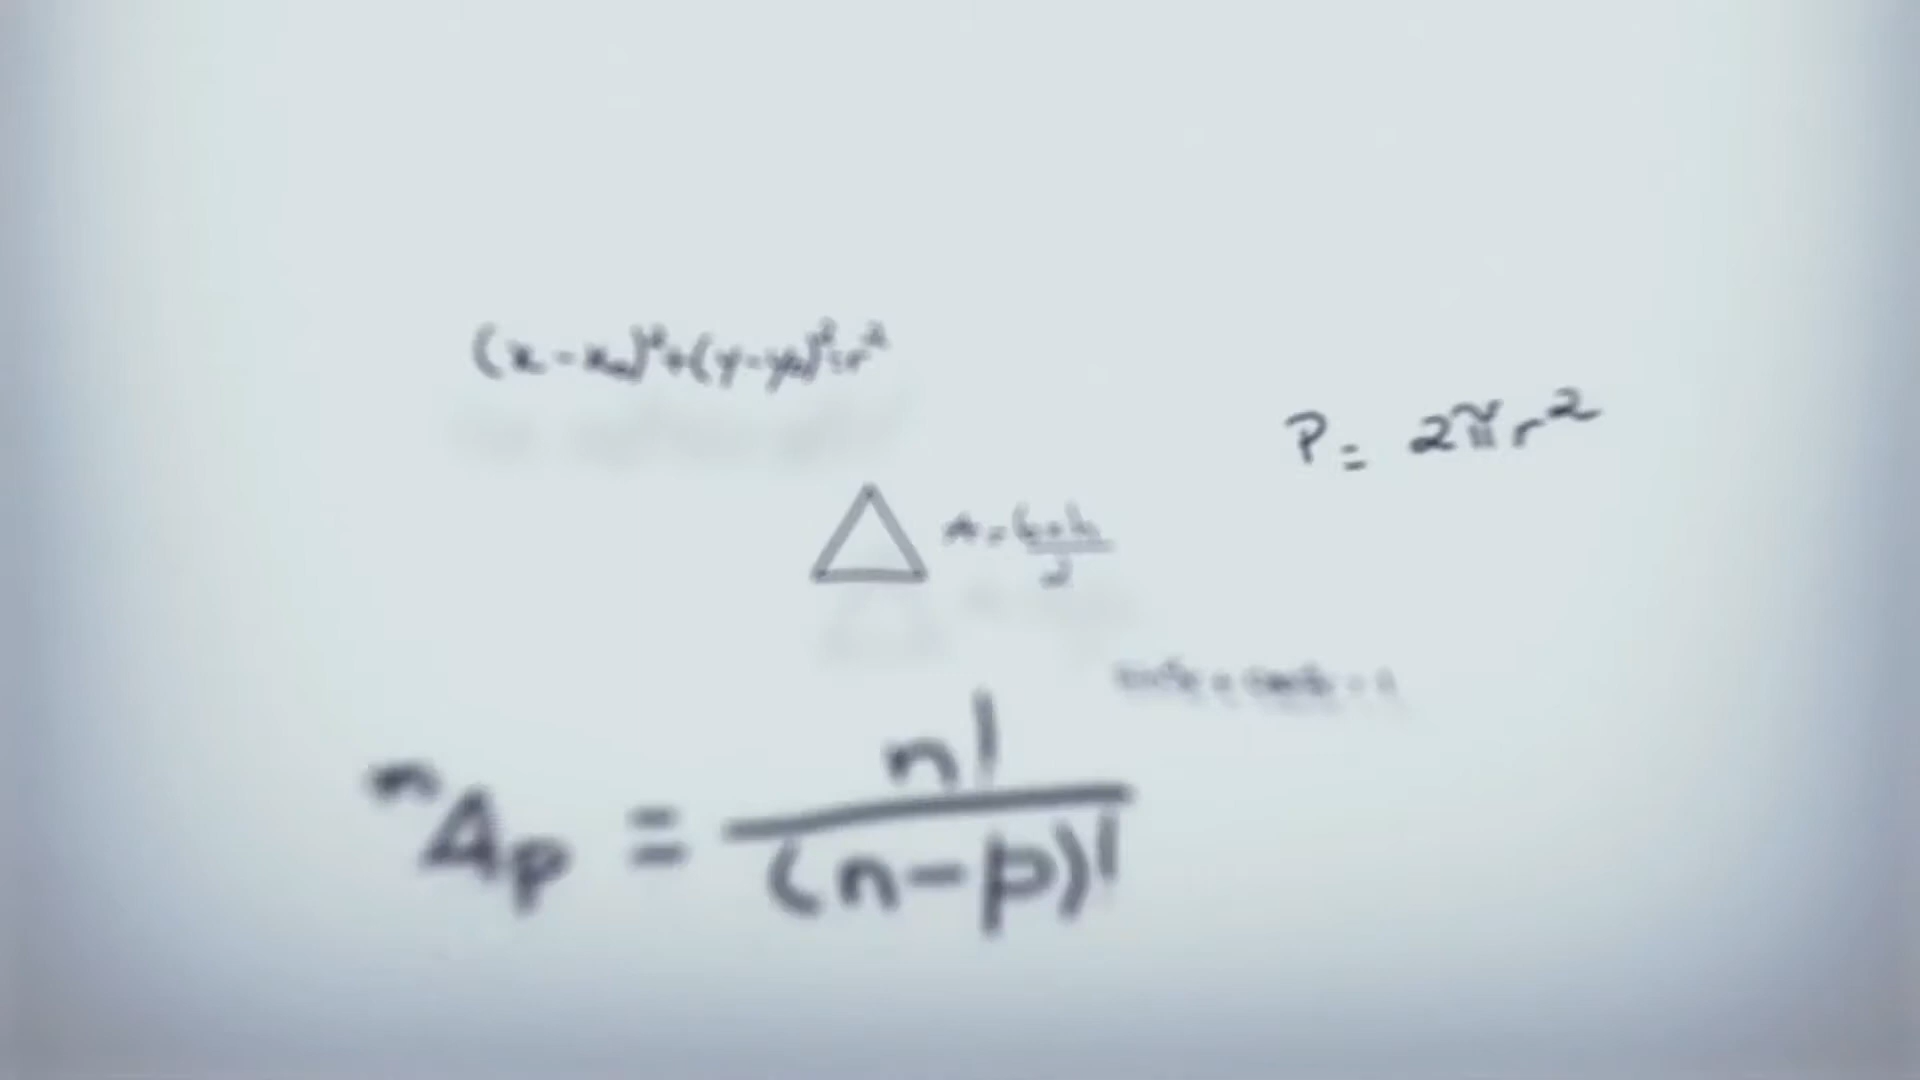 (x-x₀)²+(y-y₀)²=r²
P= 2πr²
A=b×h/2
ⁿAp = n!/(n-p)!